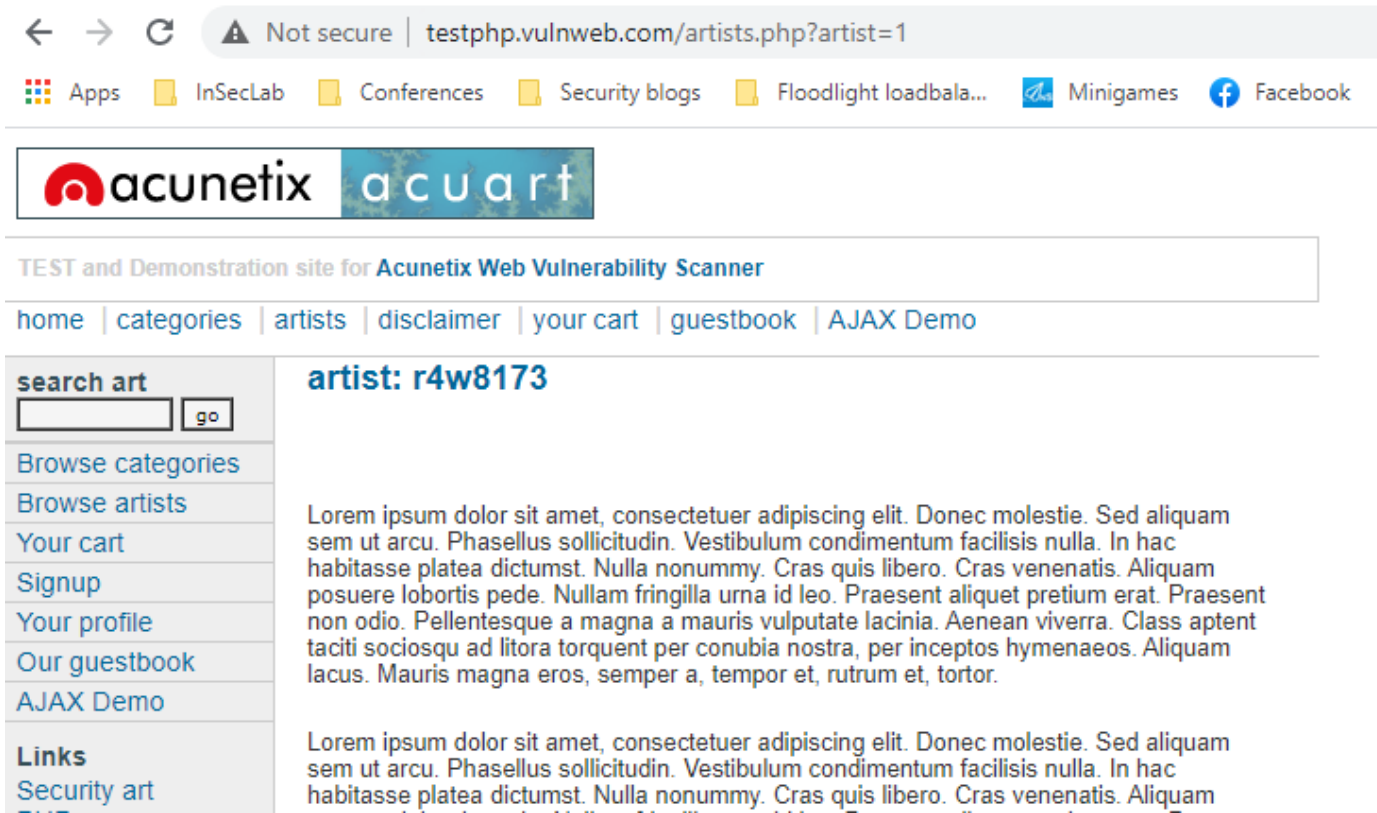 Not secure | testphp.vulnweb.com/artists.php?artist=1
Apps InSecLab Conferences Security blogs Floodlight loadbala... Minigames Facebook
acunetix acuart
TEST and Demonstration site for Acunetix Web Vulnerability Scanner
home | categories | artists | disclaimer | your cart | guestbook | AJAX Demo
search art
go
Browse categories
Browse artists
Your cart
Signup
Your profile
Our guestbook
AJAX Demo
Links
Security art
artist: r4w8173
Lorem ipsum dolor sit amet, consectetuer adipiscing elit. Donec molestie. Sed aliquam
sem ut arcu. Phasellus sollicitudin. Vestibulum condimentum facilisis nulla. In hac
habitasse platea dictumst. Nulla nonummy. Cras quis libero. Cras venenatis. Aliquam
posuere lobortis pede. Nullam fringilla urna id leo. Praesent aliquet pretium erat. Praesent
non odio. Pellentesque a magna a mauris vulputate lacinia. Aenean viverra. Class aptent
taciti sociosqu ad litora torquent per conubia nostra, per inceptos hymenaeos. Aliquam
lacus. Mauris magna eros, semper a, tempor et, rutrum et, tortor.
Lorem ipsum dolor sit amet, consectetuer adipiscing elit. Donec molestie. Sed aliquam
sem ut arcu. Phasellus sollicitudin. Vestibulum condimentum facilisis nulla. In hac
habitasse platea dictumst. Nulla nonummy. Cras quis libero. Cras venenatis. Aliquam